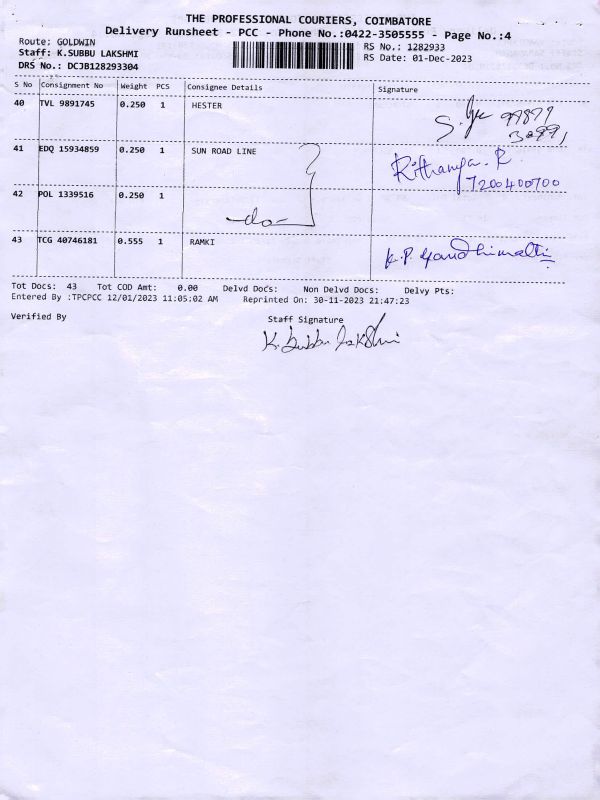 THE PROFESSIONAL COURIERS, COIMBATORE
Delivery Runsheet - PCC - Phone No.:0422-3505555 - Page No.:4
Route: GOLDWIN
Staff: K.SUBBU LAKSHMI
DRS No.: DCJB128293304
RS No.: 1282933
RS Date: 01-Dec-2023
S No Consignment No Weight PCS Consignee Details Signature
40 TVL 9891745 0.250 1 HESTER
41 EDQ 15934859 0.250 1 SUN ROAD LINE Rithanya. R
7200400700
42 POL 1339516 0.250 1 -do-
43 TCG 40746181 0.555 1 RAMKI K.P. Gandhimathi
Tot Docs: 43 Tot COD Amt: 0.00 Delvd Docs: Non Delvd Docs: Delvy Pts:
Entered By :TPCPCC 12/01/2023 11:05:02 AM Reprinted On: 30-11-2023 21:47:23
Verified By Staff Signature
K. Subbu Lakshmi